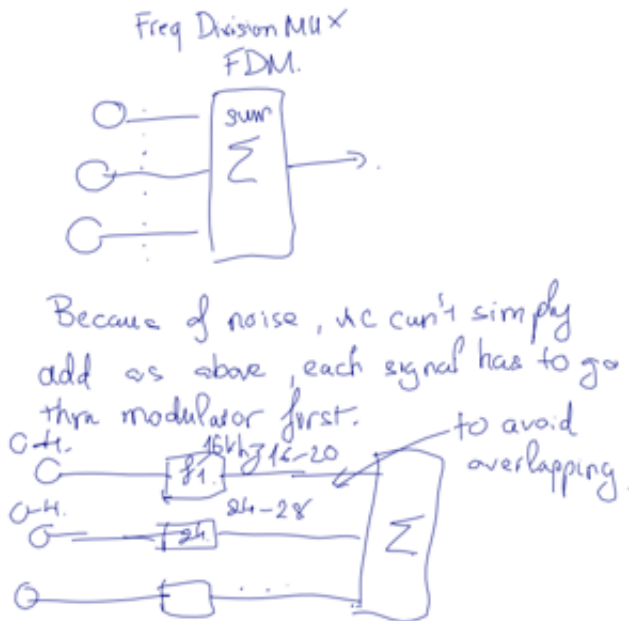 Freq Division MUX
FDM.
sum
Σ
Because of noise, we can't simply
add as above, each signal has to go
thru modulator first.
to avoid
overlapping
0-4.
f1.
16khz 16-20
0-4.
24
24-28
Σ